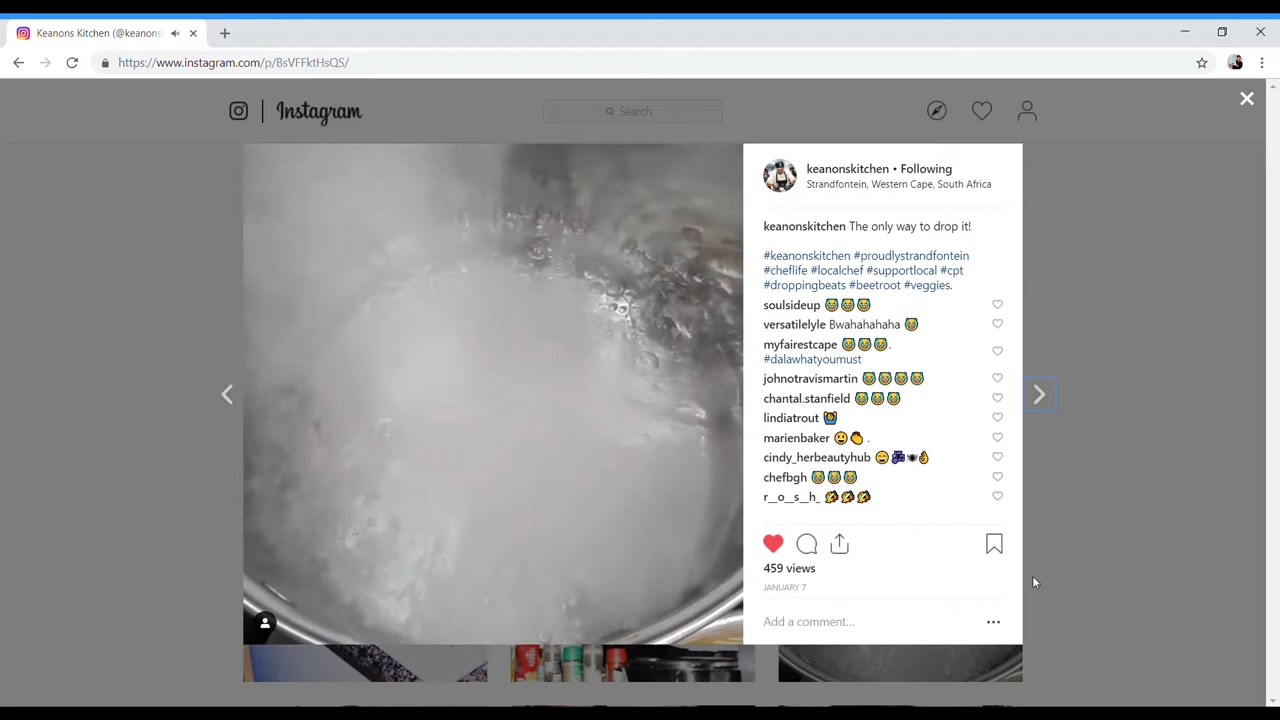 Keanons Kitchen (@keanons
https://www.instagram.com/p/BsVFFktHsQS/
Instagram
Search
keanonskitchen • Following
Strandfontein, Western Cape, South Africa
keanonskitchen The only way to drop it!
#keanonskitchen #proudlystrandfontein
#cheflife #localchef #supportlocal #cpt
#droppingbeats #beetroot #veggies.
soulsideup 😂😂😂
versatilelyle Bwahahahaha 😂
myfairestcape 😂😂😂.
#dalawhatyoumust
johnotravismartin 😂😂😂😂
chantal.stanfield 😂😂😂
lindiatrout
marienbaker .
cindy_herbeautyhub
chefbgh 😂😂😂
r__o__s__h_ 🤣🤣🤣
459 views
JANUARY 7
Add a comment...